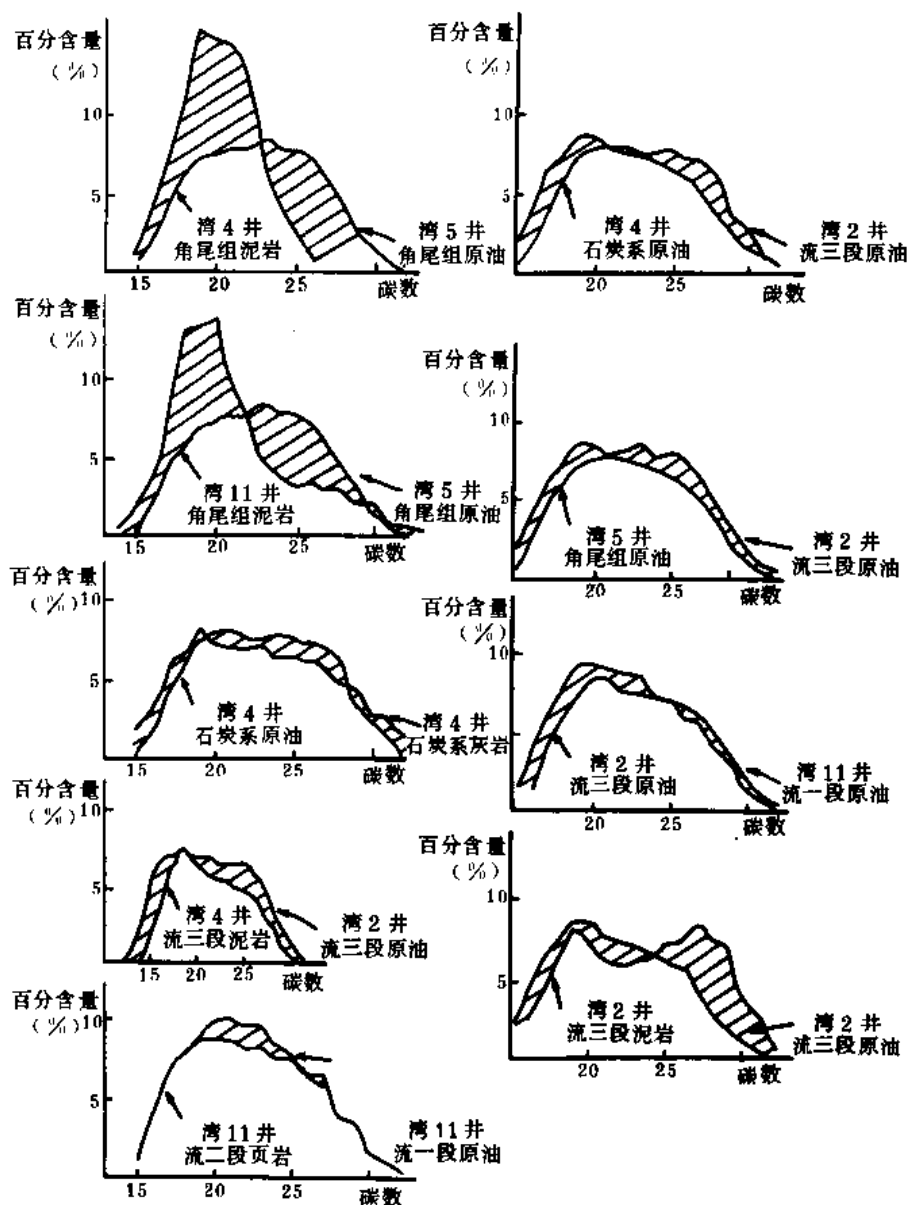 百分含量
(%)
10
5
湾 4 井
角尾组泥岩
湾 5 井
角尾组原油
15
20
25
碳数
百分含量
(%)
10
5
湾 11 井
角尾组泥岩
湾 5 井
角尾组原油
15
20
25
碳数
百分含量
(%)
10
5
湾 4 井
石炭系原油
湾 4 井
石炭系灰岩
15
20
25
碳数
百分含量
(%)
10
5
湾 4 井
流三段泥岩
湾 2 井
流三段原油
15
20
25
碳数
百分含量
(%)
10
5
湾 11 井
流二段页岩
湾 11 井
流一段原油
15
20
25
碳数
百分含量
(%)
10
5
湾 4 井
石炭系原油
湾 2 井
流三段原油
20
25
碳数
百分含量
(%)
10
5
湾 5 井
角尾组原油
湾 2 井
流三段原油
20
25
碳数
百分含量
(%)
10
5
湾 2 井
流三段原油
湾 11 井
流一段原油
20
25
碳数
百分含量
(%)
10
5
湾 2 井
流三段泥岩
湾 2 井
流三段原油
20
25
碳数